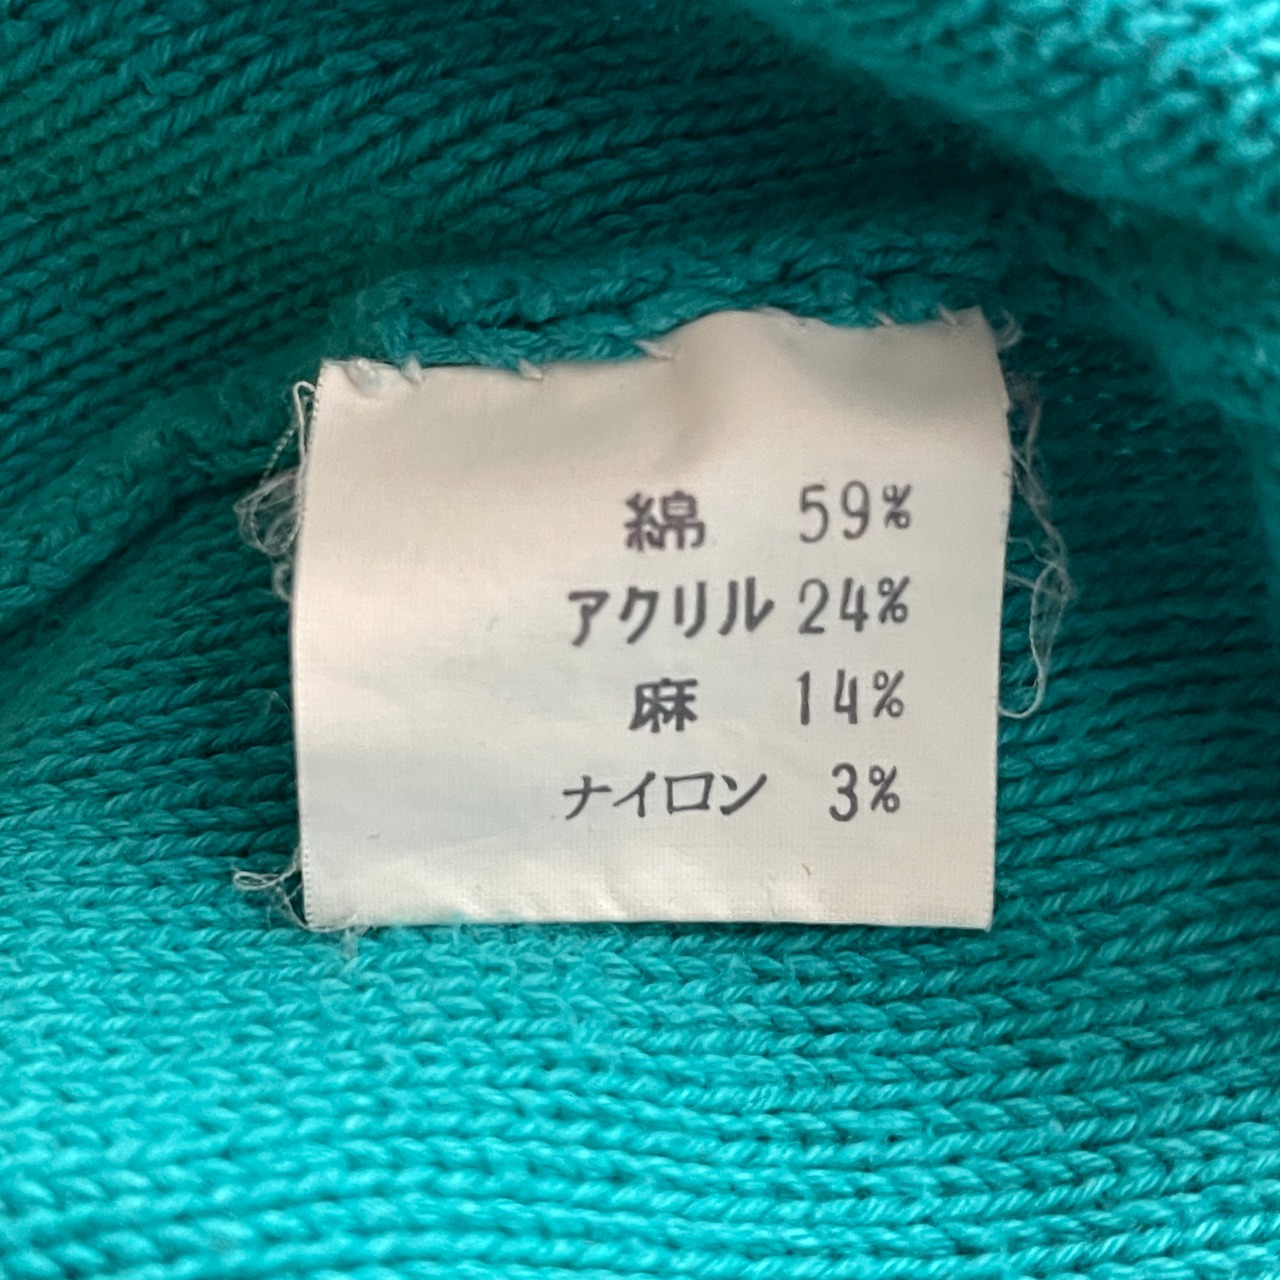 綿 59%
アクリル 24%
麻 14%
ナイロン 3%